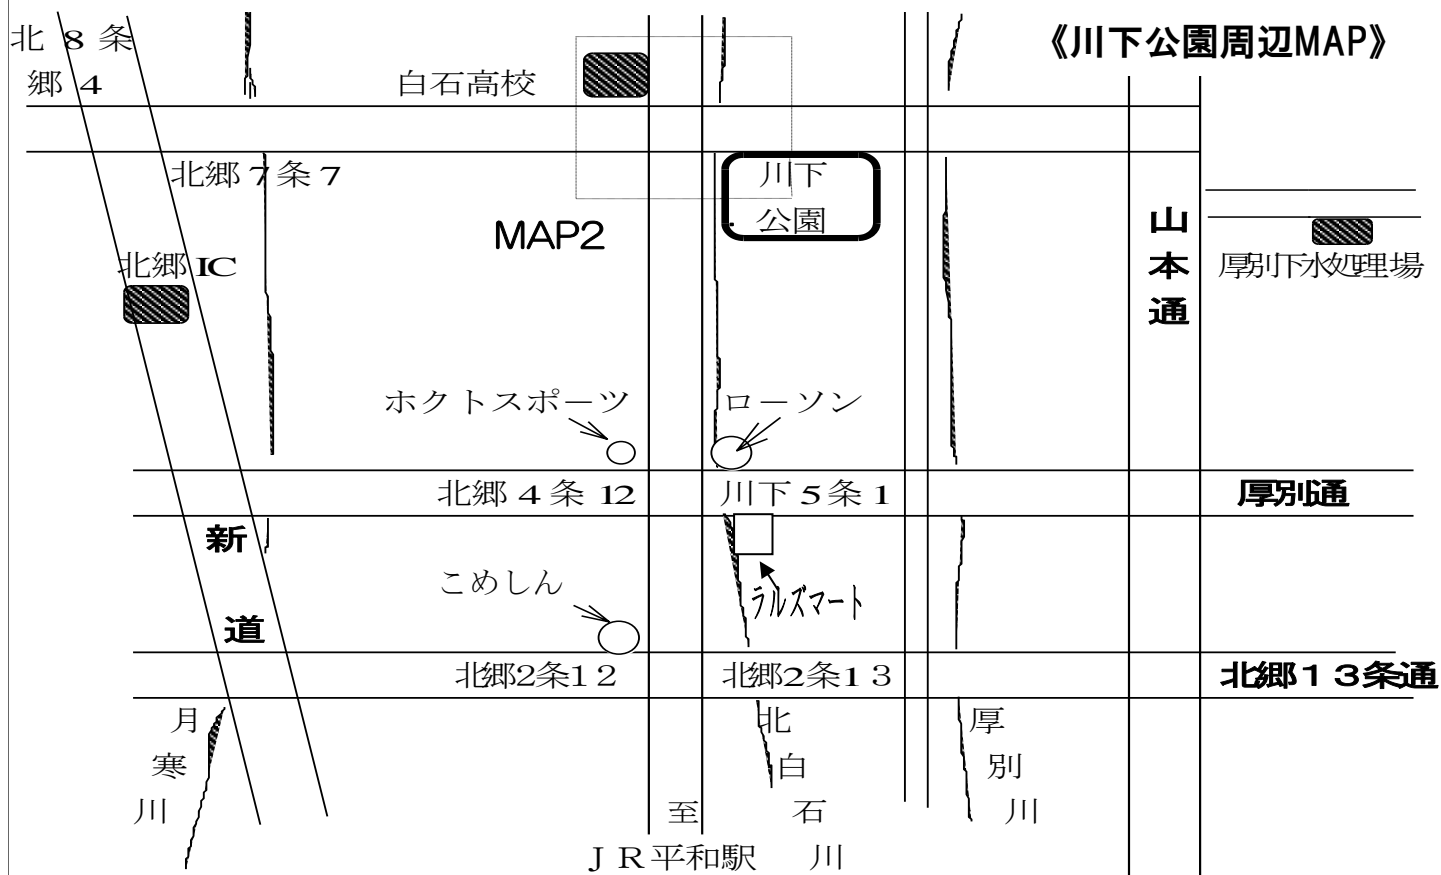 《川下公園周辺MAP》
北 8 条
郷 4
白石高校
北郷 7 条 7
川下
公園
MAP2
山本通
北郷 IC
厚別下水処理場
ホクトスポーツ
ローソン
北郷 4 条 12
川下 5 条 1
厚別通
新道
こめしん
ラルズマート
北郷2条1 2
北郷2条1 3
北郷1 3条通
月寒川
北白石川
厚別川
至
J R 平和駅